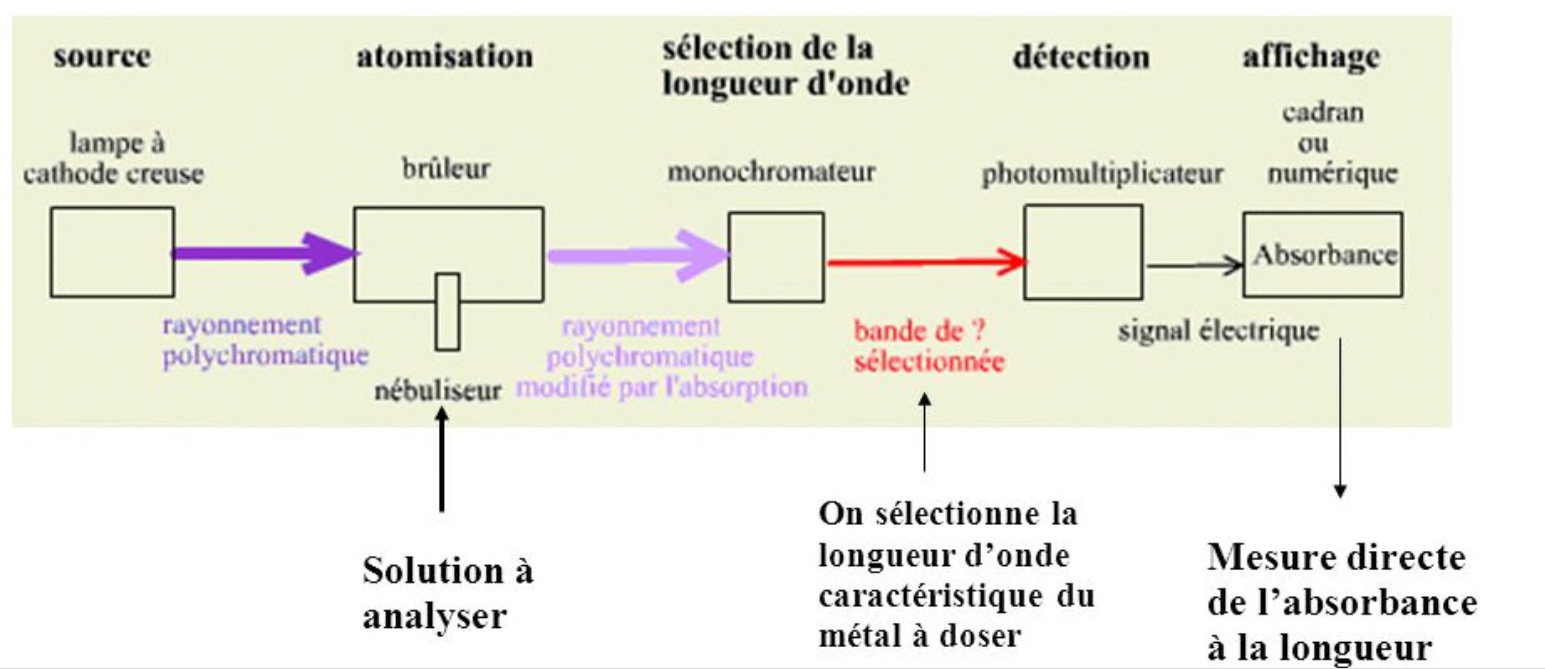 source
atomisation
sélection de la
longueur d'onde
détection
affichage
lampe à
cathode creuse
brûleur
monochromateur
photomultiplicateur
cadran
ou
numérique
Absorbance
rayonnement
polychromatique
nébuliseur
rayonnement
polychromatique
modifié par l'absorption
bande de ?
sélectionnée
signal électrique
Solution à
analyser
On sélectionne la
longueur d’onde
caractéristique du
métal à doser
Mesure directe
de l’absorbance
à la longueur